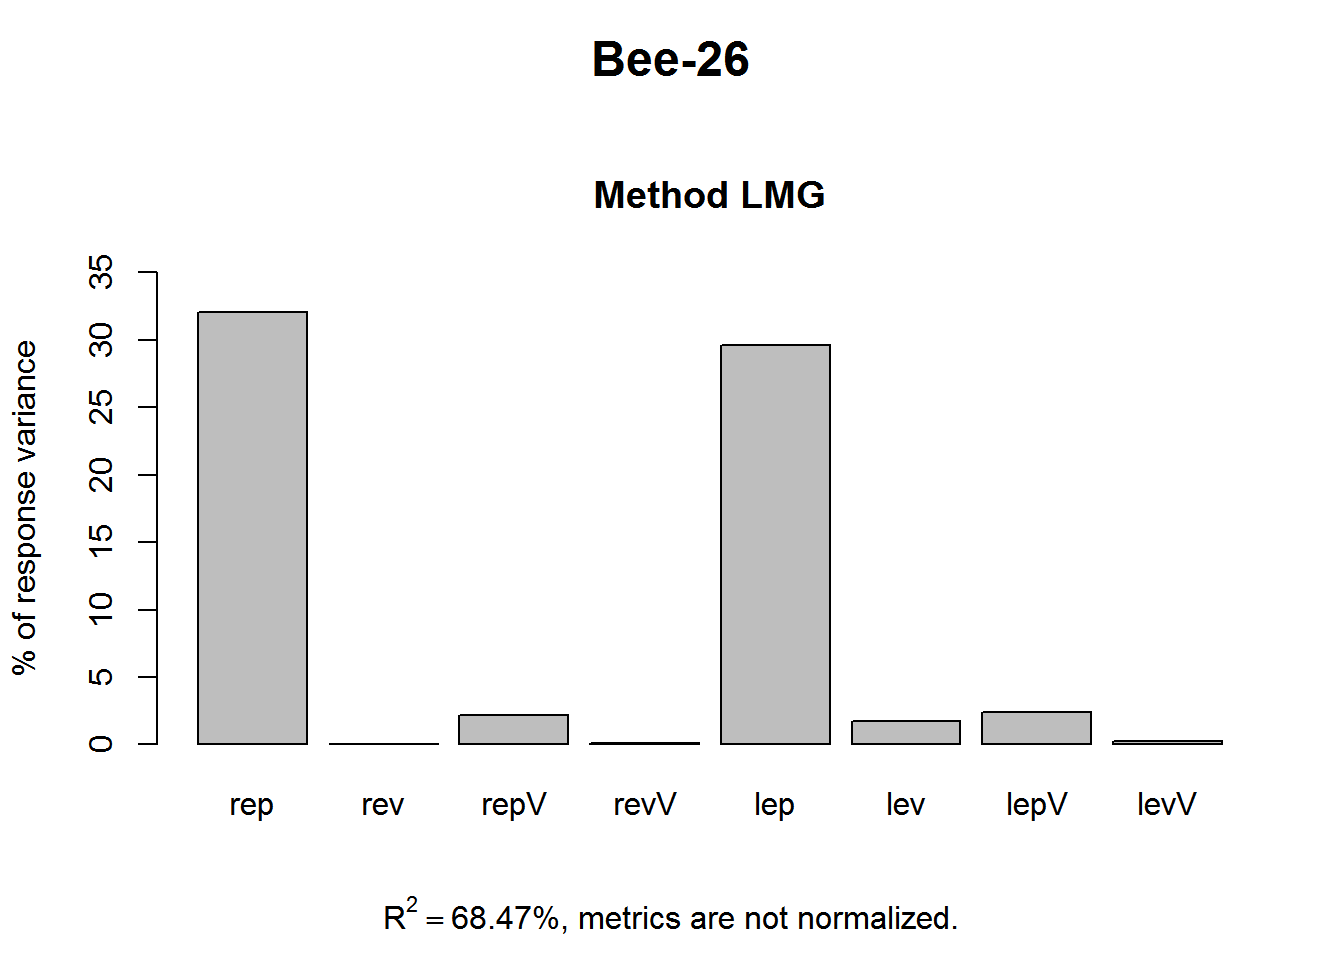 Bee-26
Method LMG
% of response variance
35
30
25
20
15
10
5
0
rep rev repV revV lep lev lepV levV
R² = 68.47%, metrics are not normalized.